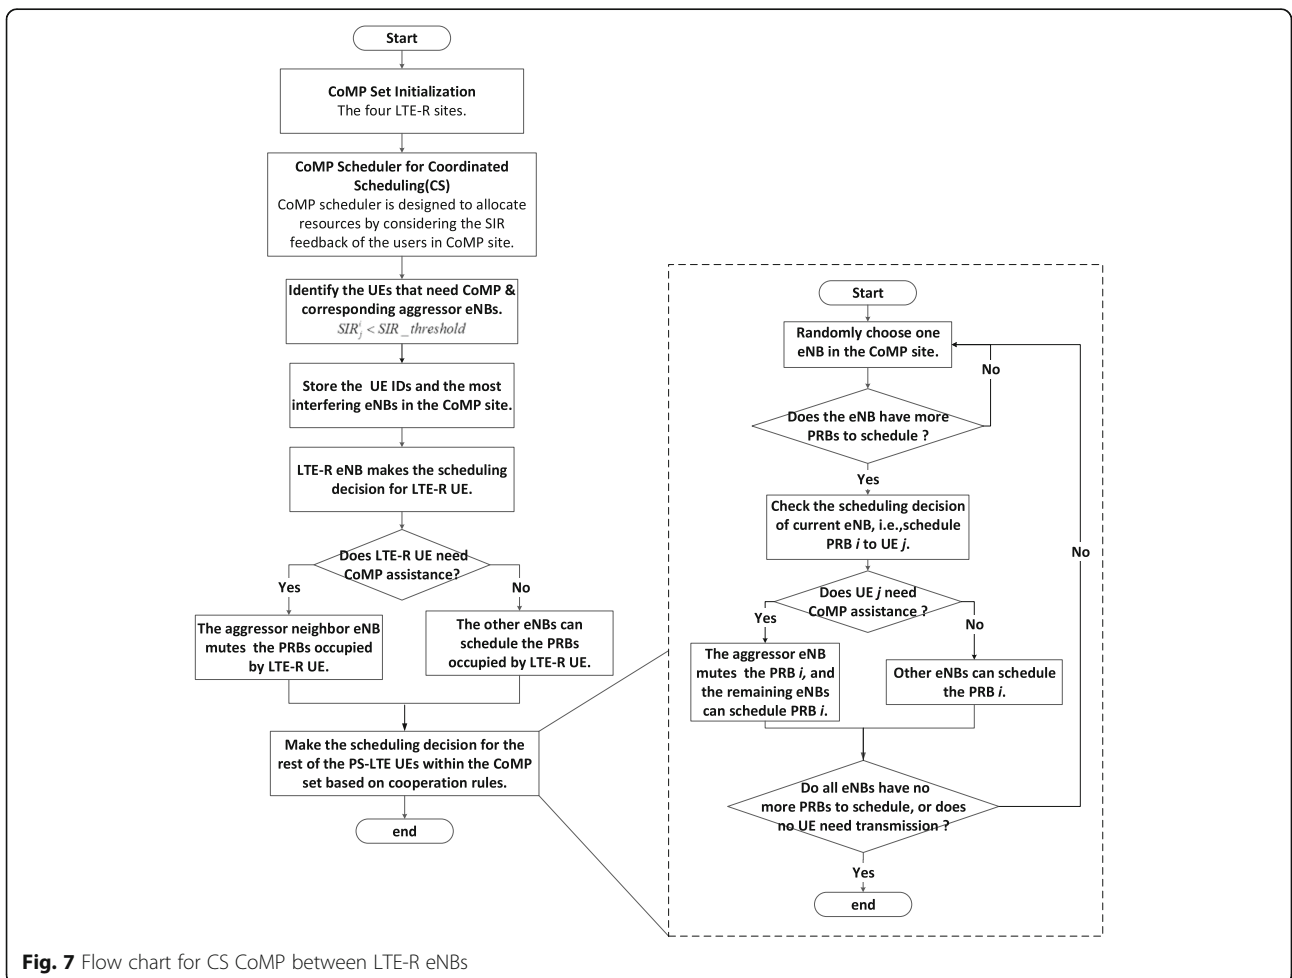 Start
CoMP Set Initialization
The four LTE-R sites.
CoMP Scheduler for Coordinated
Scheduling(CS)
CoMP scheduler is designed to allocate
resources by considering the SIR
feedback of the users in CoMP site.
Identify the UEs that need CoMP &
corresponding aggressor eNBs.
SIR_j^i < SIR_threshold
Store the UE IDs and the most
interfering eNBs in the CoMP site.
LTE-R eNB makes the scheduling
decision for LTE-R UE.
Does LTE-R UE need
CoMP assistance?
Yes
No
The aggressor neighbor eNB
mutes the PRBs occupied
by LTE-R UE.
The other eNBs can
schedule the PRBs
occupied by LTE-R UE.
Make the scheduling decision for the
rest of the PS-LTE UEs within the CoMP
set based on cooperation rules.
end
Start
Randomly choose one
eNB in the CoMP site.
No
Does the eNB have more
PRBs to schedule ?
Yes
Check the scheduling decision
of current eNB, i.e.,schedule
PRB i to UE j.
No
Does UE j need
CoMP assistance ?
Yes
No
The aggressor eNB
mutes the PRB i, and
the remaining eNBs
can schedule PRB i.
Other eNBs can schedule
the PRB i.
Do all eNBs have no
more PRBs to schedule, or does
no UE need transmission ?
Yes
end
Fig. 7 Flow chart for CS CoMP between LTE-R eNBs